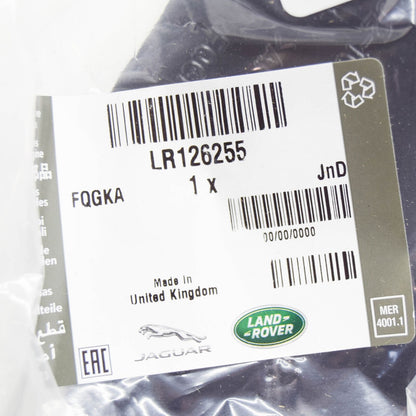 LR126255
FQGKA
1 x
JnD
00/00/0000
Made in
United Kingdom
EAC
JAGUAR
LAND-
ROVER
MER
4001.1